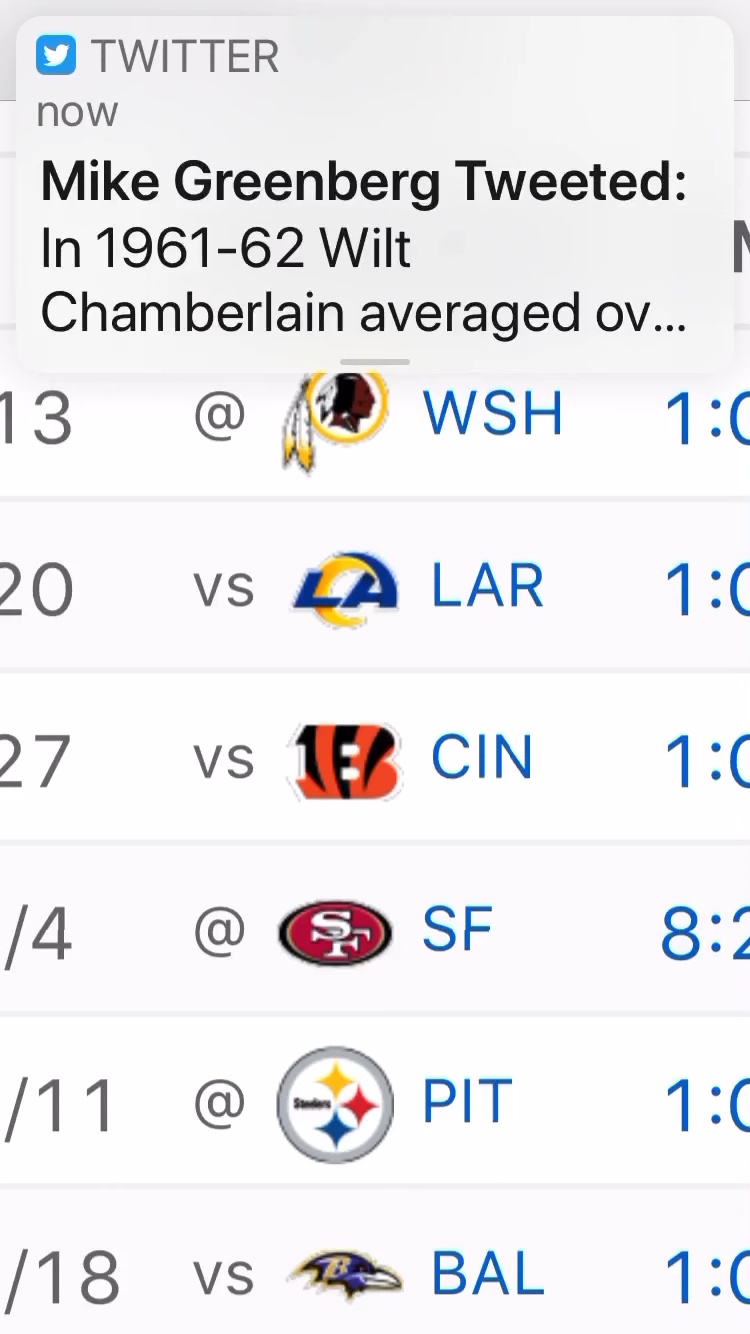 TWITTER
now
Mike Greenberg Tweeted:
In 1961-62 Wilt
Chamberlain averaged ov...
13 @ WSH 1:0
20 vs LAR 1:0
27 vs CIN 1:0
/4 @ SF 8:2
/11 @ Steelers PIT 1:0
/18 vs BAL 1:0